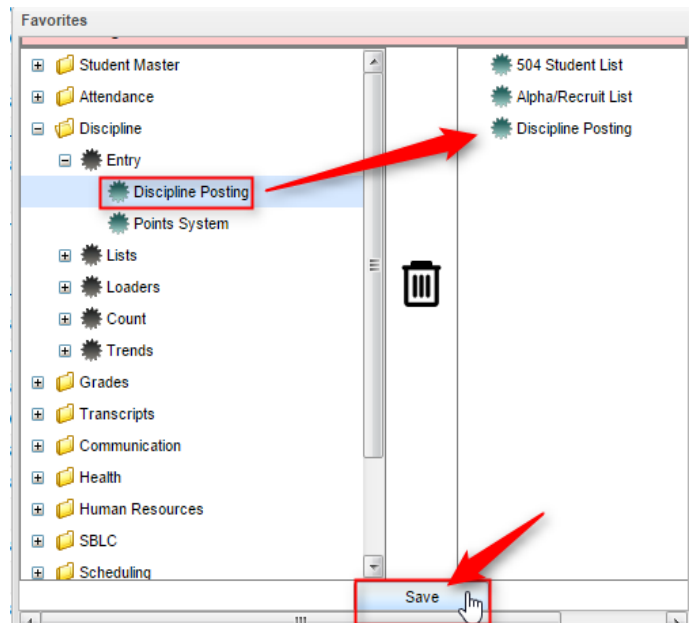 Favorites
Student Master
Attendance
Discipline
Entry
Discipline Posting
Points System
Lists
Loaders
Count
Trends
Grades
Transcripts
Communication
Health
Human Resources
SBLC
Scheduling
504 Student List
Alpha/Recruit List
Discipline Posting
Save